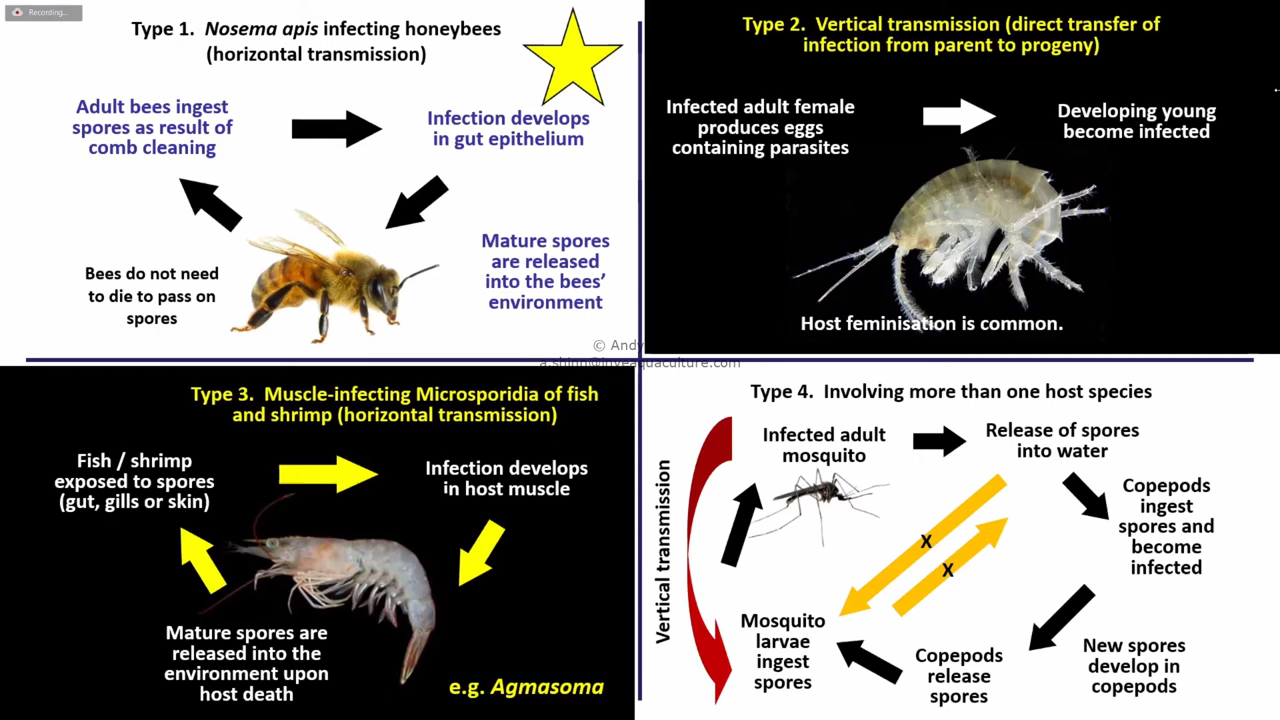 Recording...
Type 1. Nosema apis infecting honeybees
(horizontal transmission)
Adult bees ingest
spores as result of
comb cleaning
Infection develops
in gut epithelium
Mature spores
are released
into the bees’
environment
Bees do not need
to die to pass on
spores
Type 2. Vertical transmission (direct transfer of
infection from parent to progeny)
Infected adult female
produces eggs
containing parasites
Developing young
become infected
Host feminisation is common.
© Andy
Type 3. Muscle-infecting Microsporidia of fish
and shrimp (horizontal transmission)
Fish / shrimp
exposed to spores
(gut, gills or skin)
Infection develops
in host muscle
Mature spores are
released into the
environment upon
host death
e.g. Agmasoma
Type 4. Involving more than one host species
Vertical transmission
Infected adult
mosquito
Release of spores
into water
Copepods
ingest
spores and
become
infected
X
X
New spores
develop in
copepods
Copepods
release
spores
Mosquito
larvae
ingest
spores